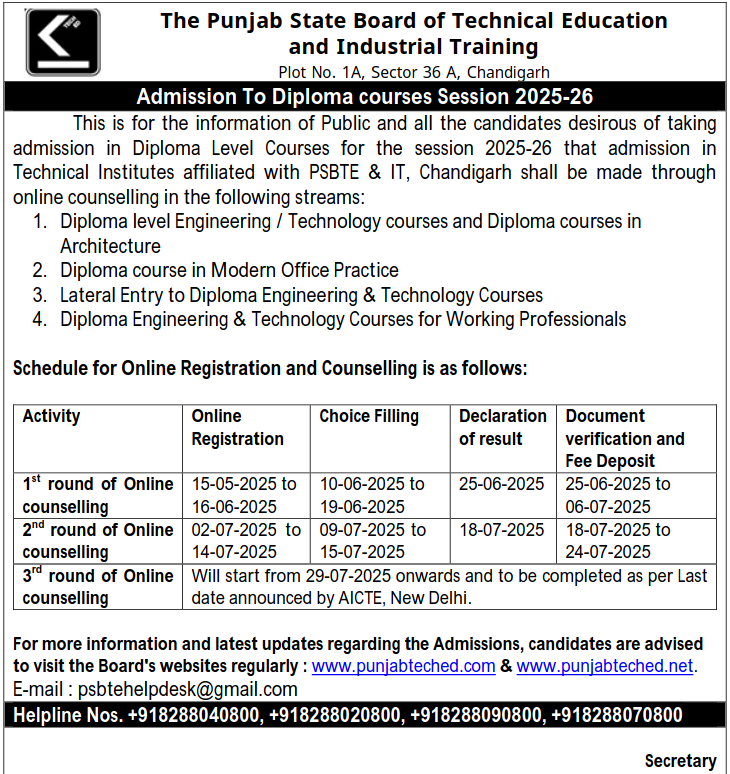 TECH
ED
The Punjab State Board of Technical Education
and Industrial Training
Plot No. 1A, Sector 36 A, Chandigarh
Admission To Diploma courses Session 2025-26
This is for the information of Public and all the candidates desirous of taking
admission in Diploma Level Courses for the session 2025-26 that admission in
Technical Institutes affiliated with PSBTE & IT, Chandigarh shall be made through
online counselling in the following streams:
1. Diploma level Engineering / Technology courses and Diploma courses in
Architecture
2. Diploma course in Modern Office Practice
3. Lateral Entry to Diploma Engineering & Technology Courses
4. Diploma Engineering & Technology Courses for Working Professionals
Schedule for Online Registration and Counselling is as follows:
Activity Online Choice Filling Declaration Document
Registration of result verification and
Fee Deposit
1st round of Online 15-05-2025 to 10-06-2025 to 25-06-2025 25-06-2025 to
counselling 16-06-2025 19-06-2025 06-07-2025
2nd round of Online 02-07-2025 to 09-07-2025 to 18-07-2025 18-07-2025 to
counselling 14-07-2025 15-07-2025 24-07-2025
3rd round of Online Will start from 29-07-2025 onwards and to be completed as per Last
counselling date announced by AICTE, New Delhi.
For more information and latest updates regarding the Admissions, candidates are advised
to visit the Board's websites regularly : www.punjabteched.com & www.punjabteched.net.
E-mail : psbtehelpdesk@gmail.com
Helpline Nos. +918288040800, +918288020800, +918288090800, +918288070800
Secretary